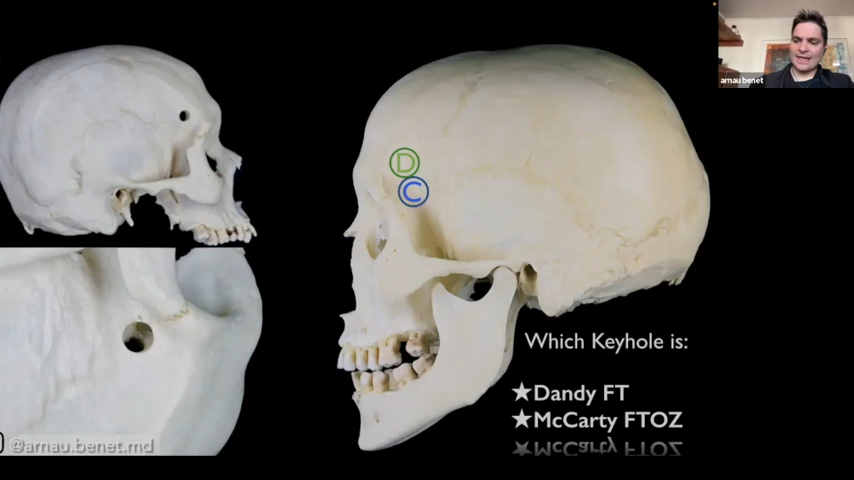 arnau benet
D
C
Which Keyhole is:
★Dandy FT
★McCarty FTOZ
@arnau.benet.md